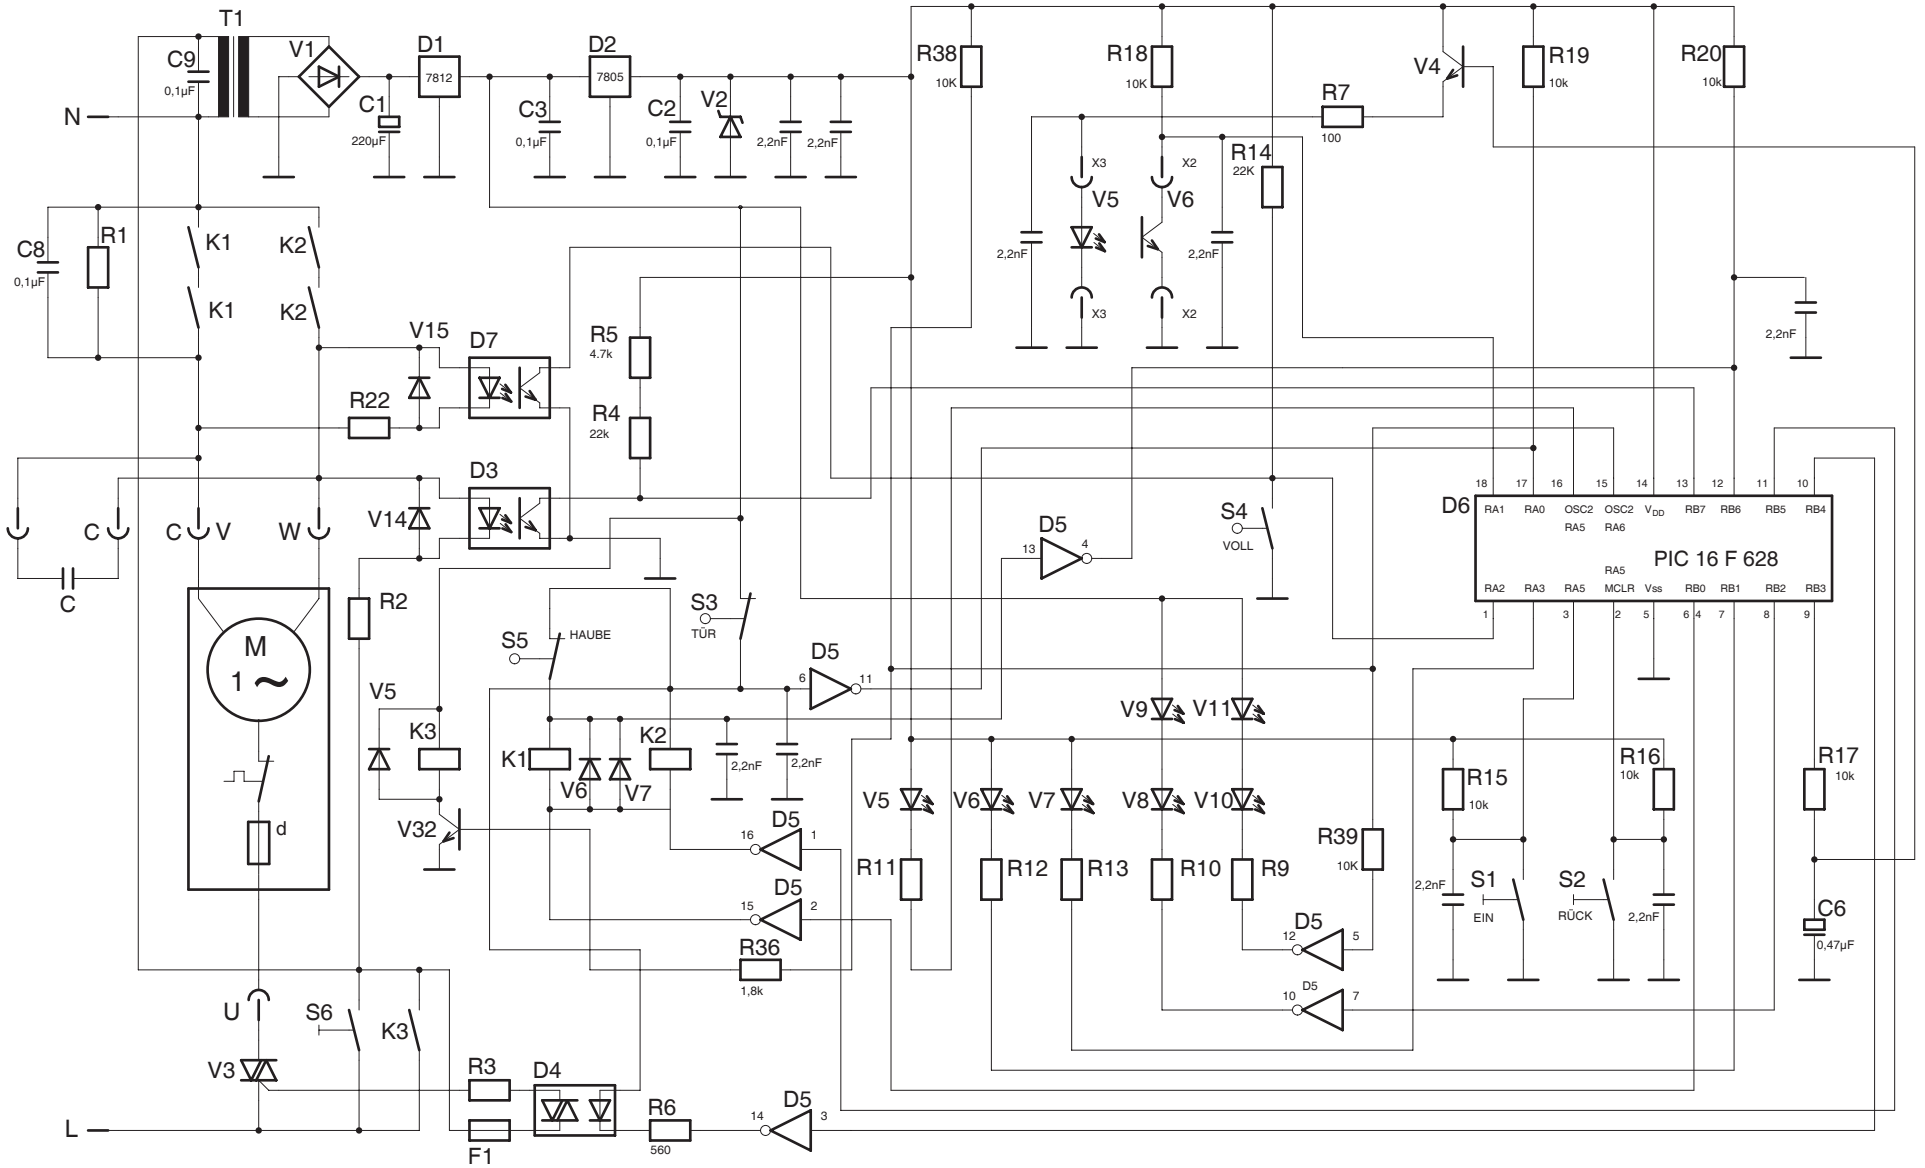 T1
C9
0,1µF
N
V1
D1
7812
C1
220µF
D2
7805
C3
0,1µF
C2
0,1µF
V2
2,2nF
2,2nF
R38
10K
R18
10K
V4
R19
10k
R20
10k
R7
100
R14
22K
X3
X2
V5
V6
2,2nF
2,2nF
X3
X2
2,2nF
C8
0,1µF
R1
K1
K2
K1
K2
V15
D7
R22
R5
4.7k
R4
22k
D3
V14
C
C
V
W
C
R2
M
1 ~
d
V5
K3
V32
S5
HAUBE
S3
TÜR
D5
6
11
D5
13
4
S4
VOLL
K1
V6
V7
K2
2,2nF
2,2nF
D5
16
1
D5
15
2
R36
1,8k
D6
18
17
16
15
14
13
12
11
10
RA1
RA0
OSC2
RA5
OSC2
RA6
VDD
RB7
RB6
RB5
RB4
PIC 16 F 628
RA2
RA3
RA5
RA5
MCLR
Vss
RB0
RB1
RB2
RB3
1
2
3
2
5
6
4
7
8
9
V9
V11
V5
V6
V7
V8
V10
R11
R12
R13
R10
R9
R39
10K
D5
12
5
D5
10
7
R15
10k
R16
10k
R17
10k
2,2nF
S1
EIN
S2
RÜCK
2,2nF
C6
0,47µF
U
S6
K3
V3
L
R3
F1
D4
R6
560
D5
14
3